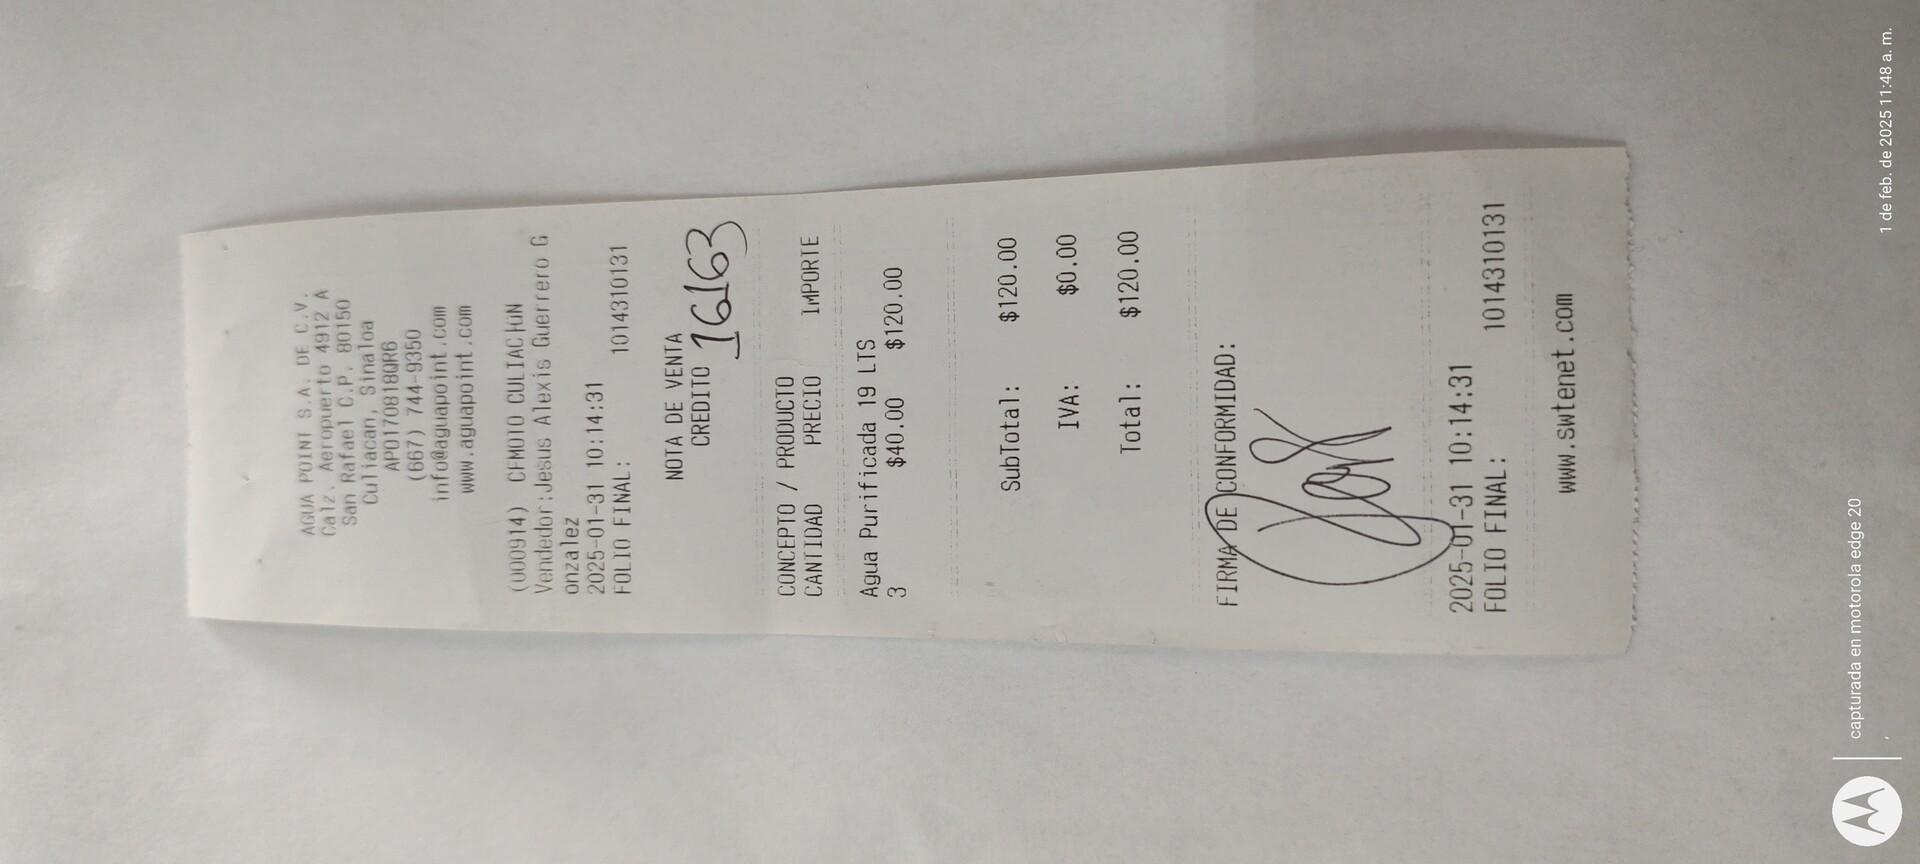 AGUA POINT S.A. DE C.V.
Calz. Aeropuerto 4912 A
San Rafael C.P. 80150
Culiacan, Sinaloa
APO170818QR6
(667) 744-9350
info@aguapoint.com
www.aguapoint.com
(000914) CFMOTO CULIAC
Vendedor:Jesus Alexis Guerrero G
onzalez
2025-01-31 10:14:31
FOLIO FINAL: 1014310131
NOTA DE VENTA
CREDITO 16163
CONCEPTO / PRODUCTO
CANTIDAD PRECIO IMPORTE
Agua Purificada 19 LTS
3 $40.00 $120.00
SubTotal: $120.00
IVA: $0.00
Total: $120.00
FIRMA DE CONFORMIDAD:
2025-01-31 10:14:31
FOLIO FINAL: 1014310131
www.swtenet.com
capturada en motorola edge 20
1 de feb. de 2025 11:48 a. m.